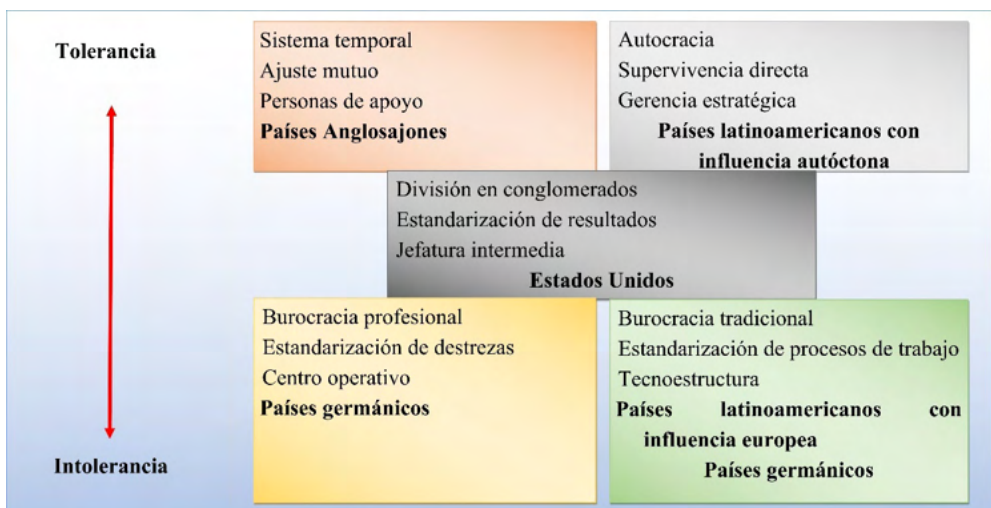 Tolerancia
Sistema temporal
Ajuste mutuo
Personas de apoyo
Países Anglosajones
Autocracia
Supervivencia directa
Gerencia estratégica
Países latinoamericanos con
influencia autóctona
División en conglomerados
Estandarización de resultados
Jefatura intermedia
Estados Unidos
Burocracia profesional
Estandarización de destrezas
Centro operativo
Países germánicos
Burocracia tradicional
Estandarización de procesos de trabajo
Tecnoestructura
Países latinoamericanos con
influencia europea
Países germánicos
Intolerancia